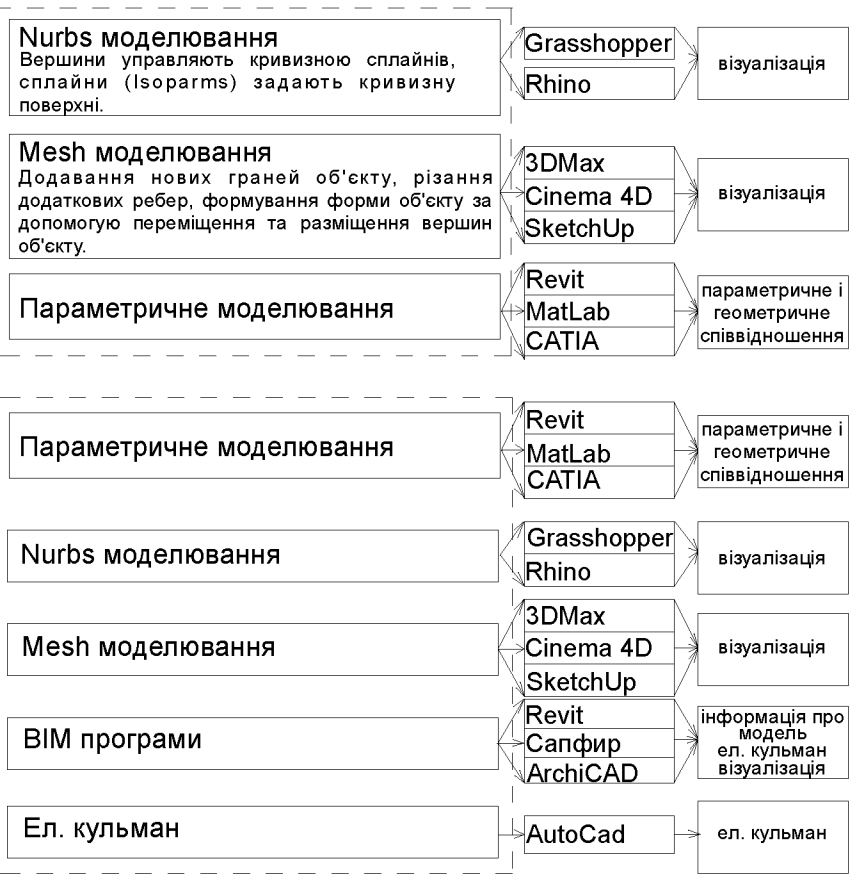 Nurbs моделювання
Вершини управляють кривизною сплайнів,
сплайни (Isoparms) задають кривизну
поверхні.
Grasshopper
Rhino
візуалізація
Mesh моделювання
Додавання нових граней об'єкту, різання
додаткових ребер, формування форми об'єкту за
допомогую переміщення та разміщення вершин
об'єкту.
3DMax
Cinema 4D
SketchUp
візуалізація
Параметричне моделювання
Revit
MatLab
CATIA
параметричне і
геометричне
співвідношення
Параметричне моделювання
Revit
MatLab
CATIA
параметричне і
геометричне
співвідношення
Nurbs моделювання
Grasshopper
Rhino
візуалізація
Mesh моделювання
3DMax
Cinema 4D
SketchUp
візуалізація
BIM програми
Revit
Сапфир
ArchiCAD
інформація про
модель
ел. кульман
візуалізація
Ел. кульман
AutoCad
ел. кульман